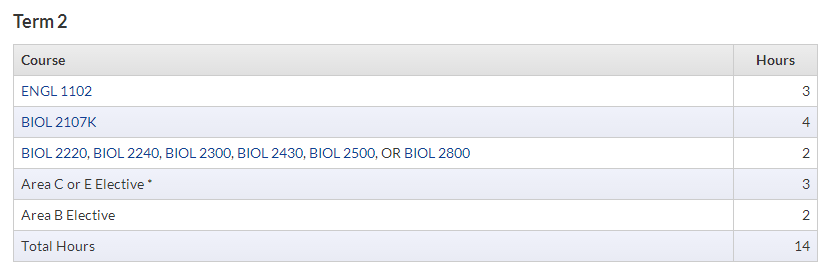 Term 2
Course Hours
ENGL 1102 3
BIOL 2107K 4
BIOL 2220, BIOL 2240, BIOL 2300, BIOL 2430, BIOL 2500, OR BIOL 2800 2
Area C or E Elective * 3
Area B Elective 2
Total Hours 14